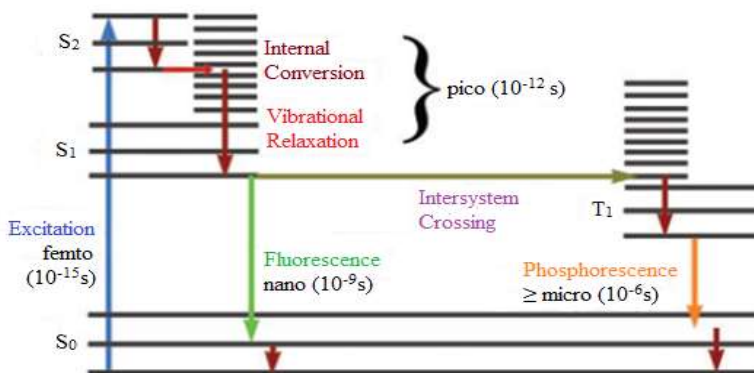 S₂
Internal
Conversion
pico (10⁻¹² s)
Vibrational
Relaxation
S₁
Intersystem
Crossing
T₁
Excitation
femto
(10⁻¹⁵s)
Fluorescence
nano (10⁻⁹s)
Phosphorescence
≥ micro (10⁻⁶s)
S₀